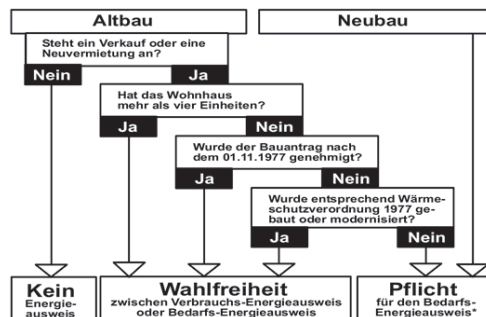 Altbau
Neubau
Steht ein Verkauf oder eine
Neuvermietung an?
Nein
Ja
Hat das Wohnhaus
mehr als vier Einheiten?
Ja
Nein
Wurde der Bauantrag nach
dem 01.11.1977 genehmigt?
Ja
Nein
Wurde entsprechend Wärme-
schutzverordnung 1977 ge-
baut oder modernisiert?
Ja
Nein
Kein
Energie-
ausweis
Wahlfreiheit
zwischen Verbrauchs-Energieausweis
oder Bedarfs-Energieausweis
Pflicht
für den Bedarfs-
Energieausweis*